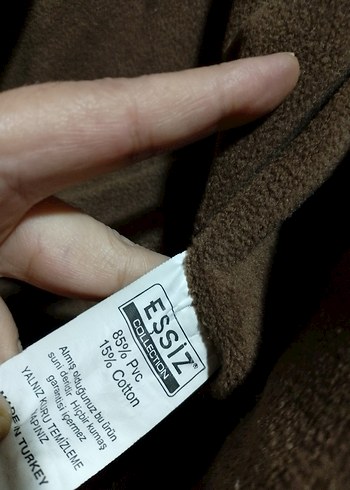 ESSİZ®
COLLECTION
85% Pvc
15% Cotton
Almış olduğunuz bu ürün
suni deridir. Hiçbir kumaş
garantisi içermez
YALNIZ KURU TEMİZLEME
YAPINIZ
MADE IN TURKEY